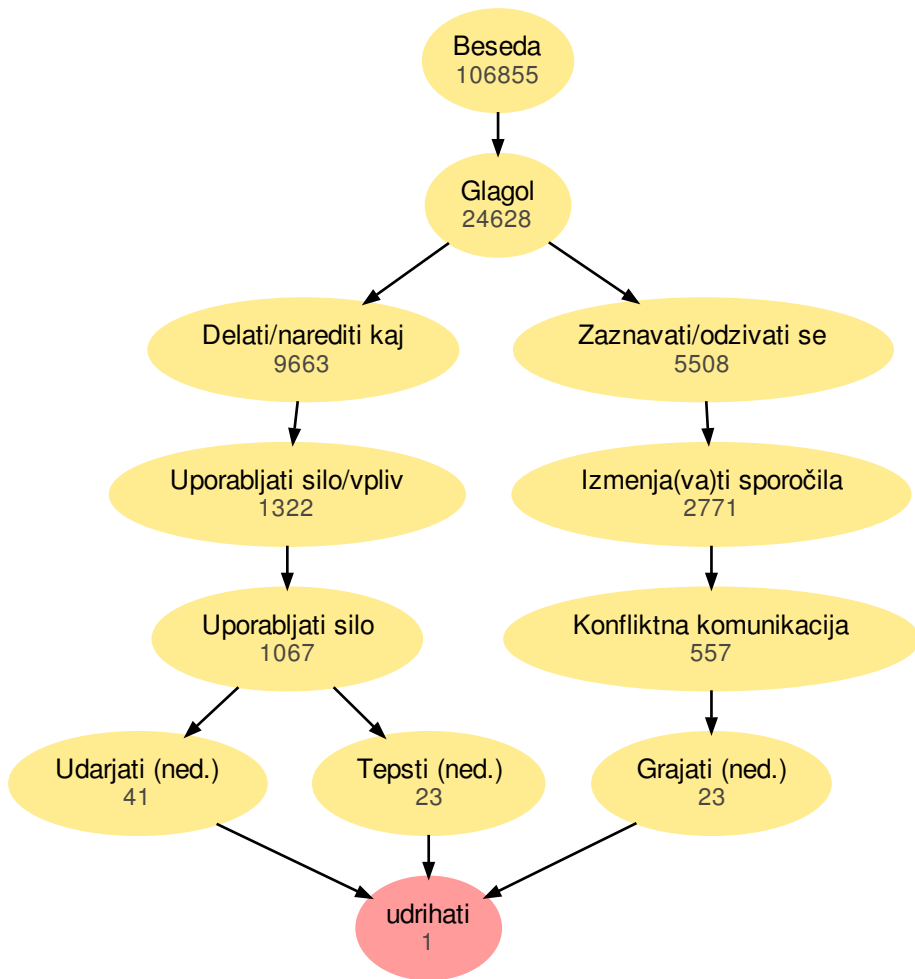 Beseda
106855
Glagol
24628
Delati/narediti kaj
9663
Zaznavati/odzivati se
5508
Uporabljati silo/vpliv
1322
Izmenja(va)ti sporočila
2771
Uporabljati silo
1067
Konfliktna komunikacija
557
Udarjati (ned.)
41
Tepsti (ned.)
23
Grajati (ned.)
23
udrihati
1